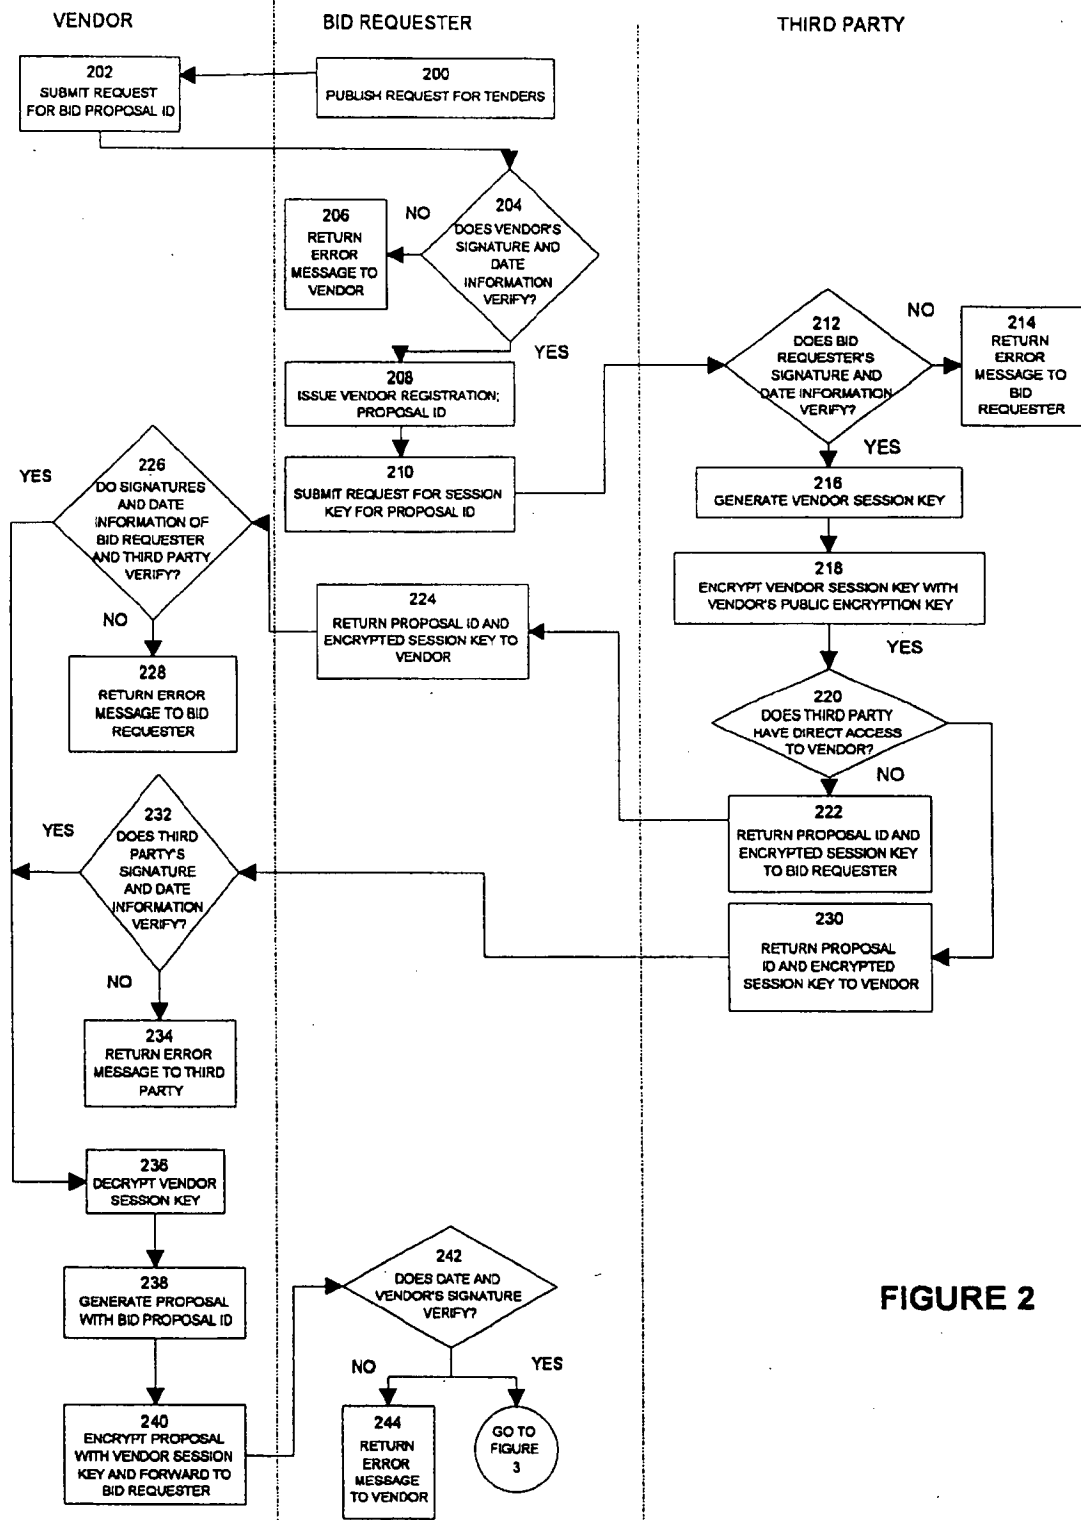 VENDOR
BID REQUESTER
THIRD PARTY
202
SUBMIT REQUEST
FOR BID PROPOSAL ID
200
PUBLISH REQUEST FOR TENDERS
204
DOES VENDOR'S
SIGNATURE AND
DATE
INFORMATION
VERIFY?
NO
206
RETURN
ERROR
MESSAGE TO
VENDOR
YES
208
ISSUE VENDOR REGISTRATION;
PROPOSAL ID
210
SUBMIT REQUEST FOR SESSION
KEY FOR PROPOSAL ID
212
DOES BID
REQUESTER'S
SIGNATURE AND
DATE INFORMATION
VERIFY?
NO
214
RETURN
ERROR
MESSAGE TO
BID
REQUESTER
YES
216
GENERATE VENDOR SESSION KEY
218
ENCRYPT VENDOR SESSION KEY WITH
VENDOR'S PUBLIC ENCRYPTION KEY
YES
220
DOES THIRD PARTY
HAVE DIRECT ACCESS
TO VENDOR?
NO
222
RETURN PROPOSAL ID AND
ENCRYPTED SESSION KEY
TO BID REQUESTER
224
RETURN PROPOSAL ID AND
ENCRYPTED SESSION KEY TO
VENDOR
YES
226
DO SIGNATURES
AND DATE
INFORMATION OF
BID REQUESTER
AND THIRD PARTY
VERIFY?
NO
228
RETURN ERROR
MESSAGE TO BID
REQUESTER
230
RETURN PROPOSAL
ID AND ENCRYPTED
SESSION KEY TO VENDOR
YES
232
DOES THIRD
PARTY'S
SIGNATURE
AND DATE
INFORMATION
VERIFY?
NO
234
RETURN ERROR
MESSAGE TO THIRD
PARTY
236
DECRYPT VENDOR
SESSION KEY
238
GENERATE PROPOSAL
WITH BID PROPOSAL ID
240
ENCRYPT PROPOSAL
WITH VENDOR SESSION
KEY AND FORWARD TO
BID REQUESTER
242
DOES DATE AND
VENDOR'S SIGNATURE
VERIFY?
NO
YES
244
RETURN
ERROR
MESSAGE
TO VENDOR
GO TO
FIGURE
3
FIGURE 2